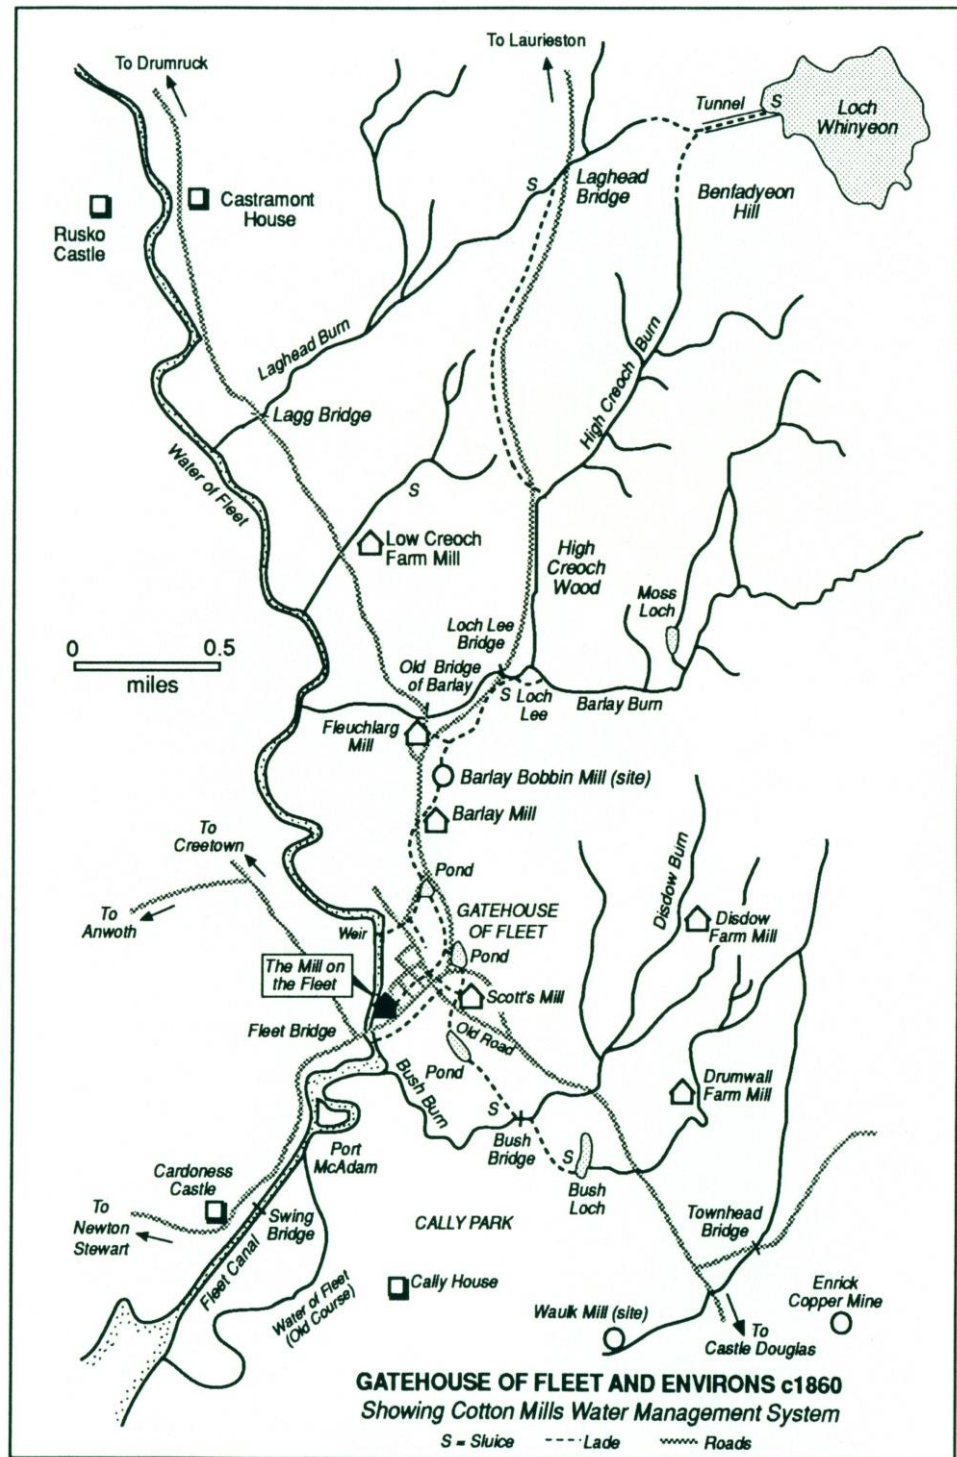 To Drumruck
To Laurieston
Tunnel
S
Loch
Whinyeon
Rusko
Castle
Castramont
House
S
Laghead
Bridge
Benfadyeon
Hill
Laghead Burn
High Creoch Burn
Lagg Bridge
Water of Fleet
S
Low Creoch
Farm Mill
High
Creoch
Wood
Moss
Loch
0 0.5
miles
Loch Lee
Bridge
Old Bridge
of Barlay
S
Loch
Lee
Barlay Burn
Fleuchlarg
Mill
Barlay Bobbin Mill (site)
Barlay Mill
To
Creetown
To
Anwoth
Pond
GATEHOUSE
OF FLEET
Disdow Burn
Disdow
Farm Mill
Weir
Pond
The Mill on
the Fleet
Scott's Mill
Fleet Bridge
Old Road
Pond
Bush Burn
S
Bush
Bridge
Drumwall
Farm Mill
Port
McAdam
S
Bush
Loch
Cardoness
Castle
To
Newton
Stewart
Swing
Bridge
CALLY PARK
Townhead
Bridge
Fleet Canal
Water of Fleet
(Old Course)
Cally House
Waulk Mill (site)
Enrick
Copper Mine
To
Castle Douglas
GATEHOUSE OF FLEET AND ENVIRONS c1860
Showing Cotton Mills Water Management System
S = Sluice Lade Roads